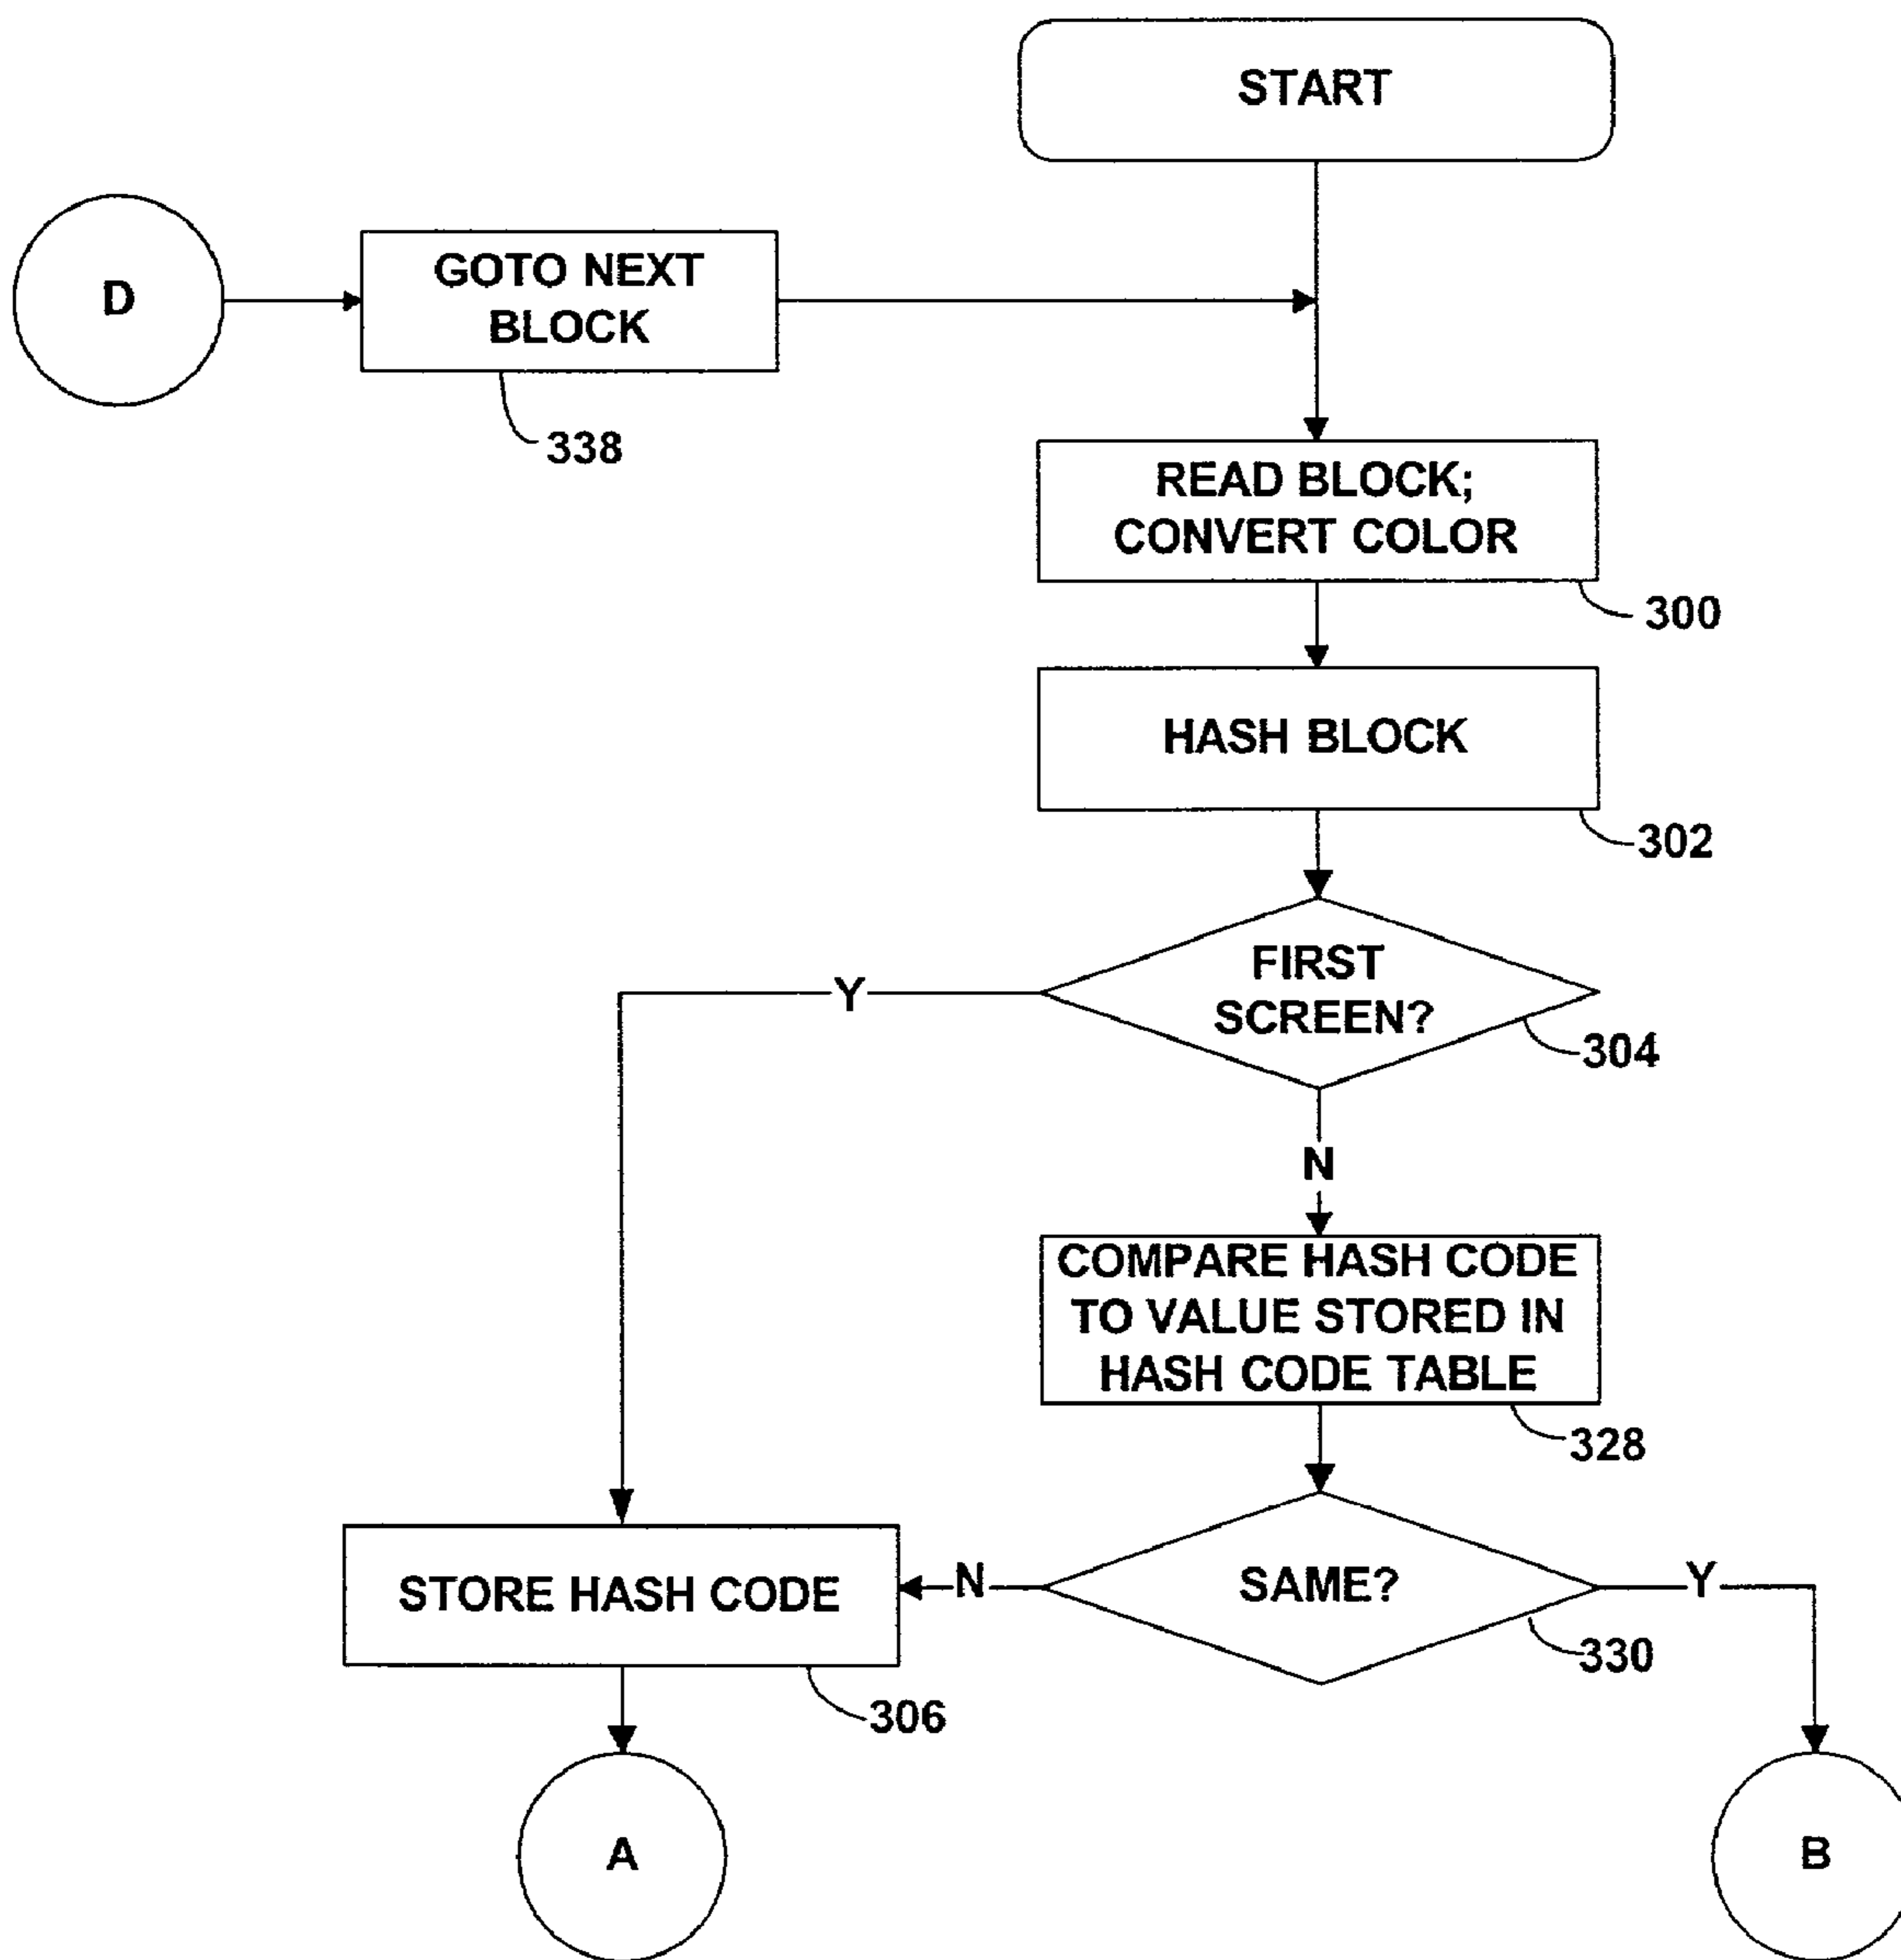 START
D
GOTO NEXT
BLOCK
338
READ BLOCK;
CONVERT COLOR
300
HASH BLOCK
302
FIRST
SCREEN?
304
Y
N
COMPARE HASH CODE
TO VALUE STORED IN
HASH CODE TABLE
328
STORE HASH CODE
306
N
SAME?
330
Y
A
B